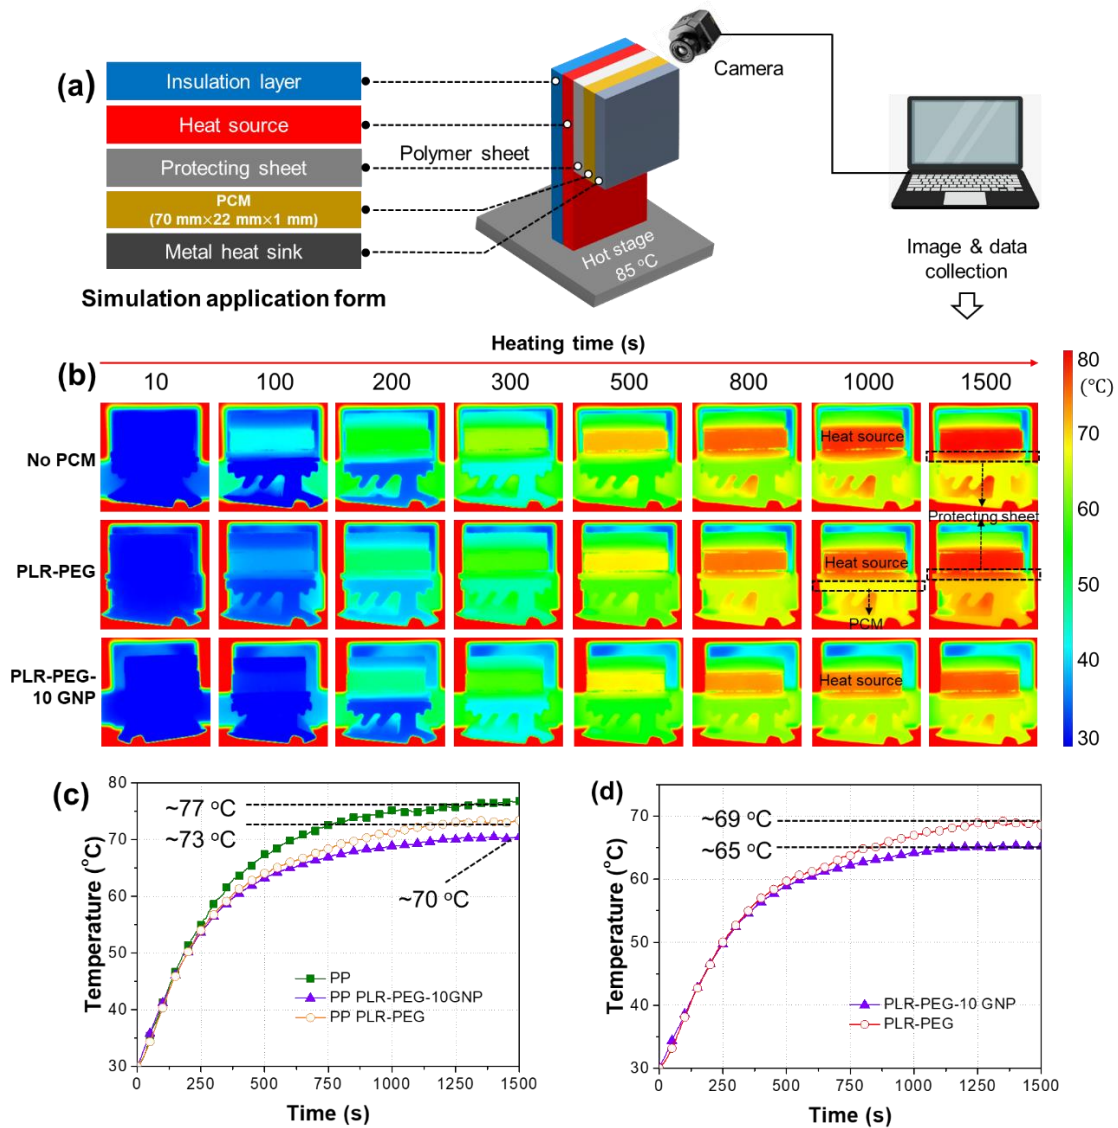 (a)
Insulation layer
Heat source
Protecting sheet
PCM
(70 mm×22 mm×1 mm)
Metal heat sink
Simulation application form
Polymer sheet
Hot stage
85 °C
Camera
Image & data
collection
(b)
Heating time (s)
10 100 200 300 500 800 1000 1500
80
(℃)
70
60
50
40
30
No PCM
Heat source
Protecting sheet
PLR-PEG
Heat source
PCM
PLR-PEG-
10 GNP
Heat source
(c)
Temperature (°C)
80
70
60
50
40
30
~77 °C
~73 °C
~70 °C
PP
PP PLR-PEG-10GNP
PP PLR-PEG
0 250 500 750 1000 1250 1500
Time (s)
(d)
Temperature (°C)
70
60
50
40
30
~69 °C
~65 °C
PLR-PEG-10 GNP
PLR-PEG
0 250 500 750 1000 1250 1500
Time (s)